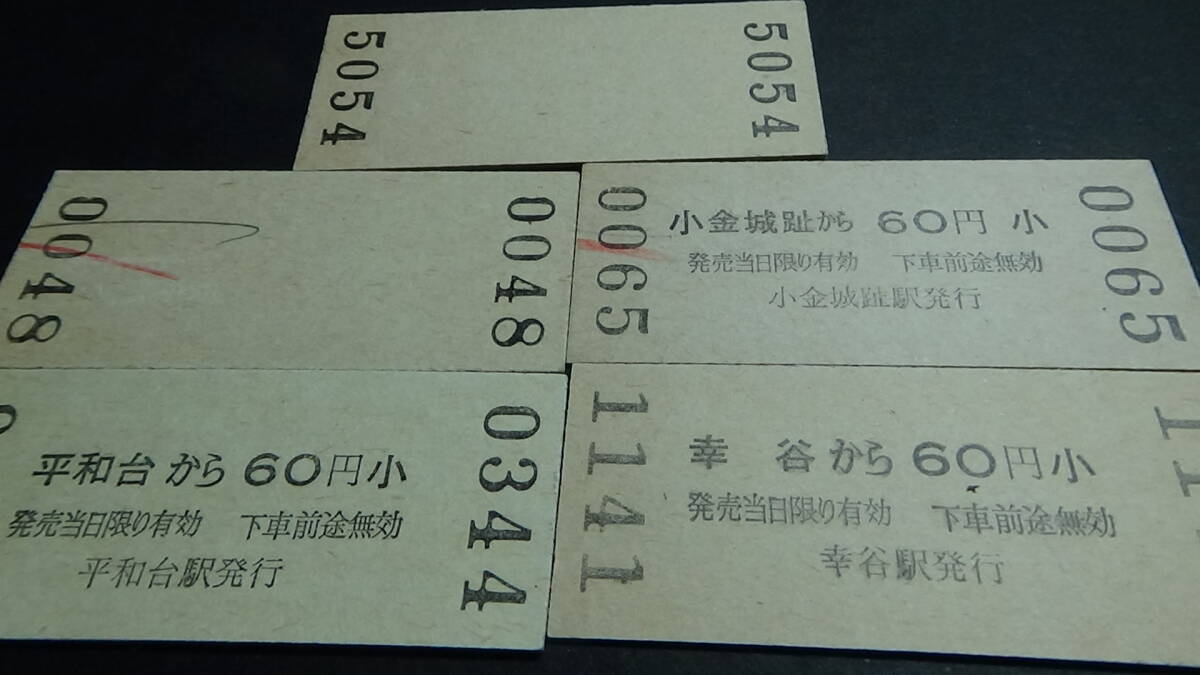 5054
5054
0048
0048
0065
小金城趾から 60円 小
発売当日限り有効 下車前途無効
小金城趾駅発行
0065
平和台から 60円 小
発売当日限り有効 下車前途無効
平和台駅発行
0344
1141
幸 谷から 60円 小
発売当日限り有効 下車前途無効
幸谷駅発行